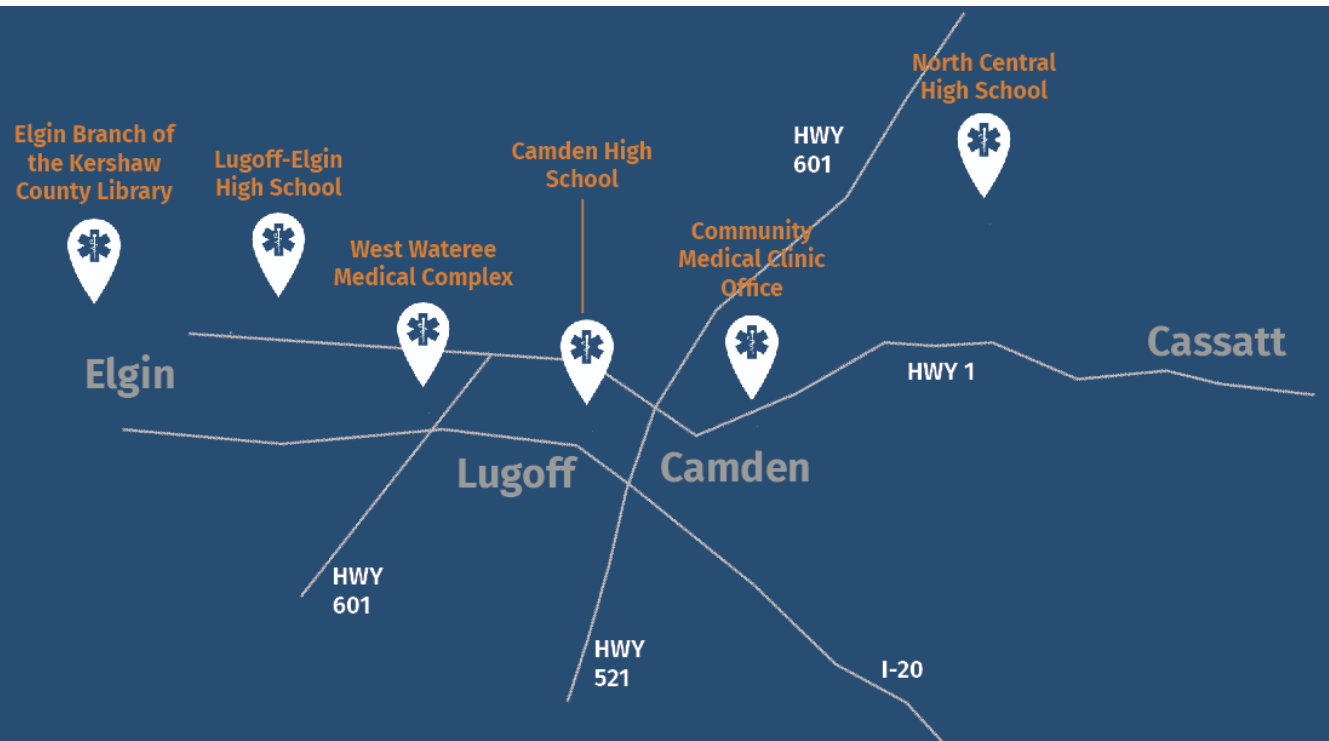 North Central
High School
HWY
601
Elgin Branch of
the Kershaw
County Library
Lugoff-Elgin
High School
Camden High
School
West Wateree
Medical Complex
Community
Medical Clinic
Office
Elgin
Cassatt
HWY 1
Lugoff
Camden
HWY
601
HWY
521
I-20